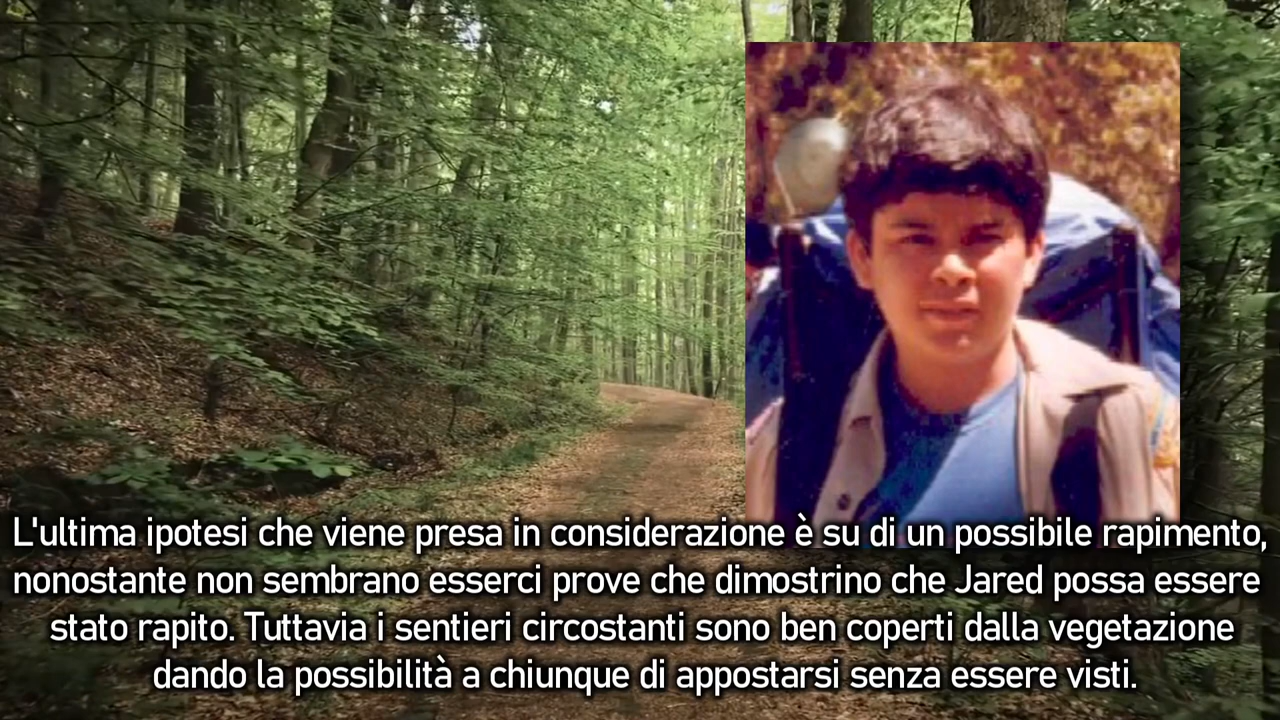 L'ultima ipotesi che viene presa in considerazione è su di un possibile rapimento,
nonostante non sembrano esserci prove che dimostrino che Jared possa essere
stato rapito. Tuttavia i sentieri circostanti sono ben coperti dalla vegetazione
dando la possibilità a chiunque di appostarsi senza essere visti.